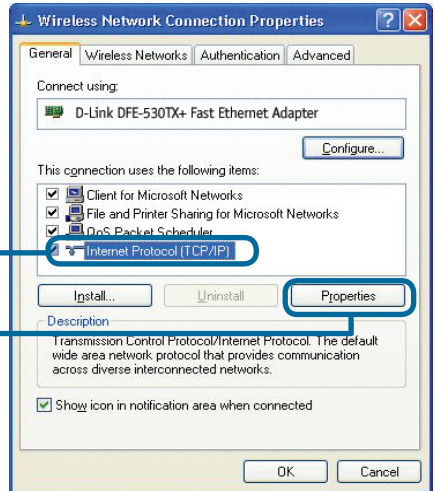 Wireless Network Connection Properties
General Wireless Networks Authentication Advanced
Connect using:
D-Link DFE-530TX+ Fast Ethernet Adapter
Configure...
This connection uses the following items:
Client for Microsoft Networks
File and Printer Sharing for Microsoft Networks
QoS Packet Scheduler
Internet Protocol (TCP/IP)
Install... Uninstall Properties
Description
Transmission Control Protocol/Internet Protocol. The default
wide area network protocol that provides communication
across diverse interconnected networks.
Show icon in notification area when connected
OK Cancel